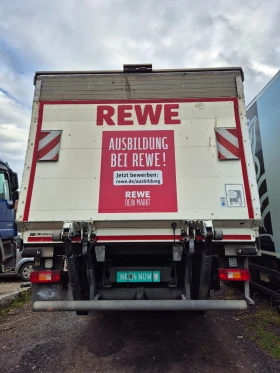 REWE
AUSBILDUNG
BEI REWE!
Jetzt bewerben:
rewe.de/ausbildung
REWE
DEIN MARKT